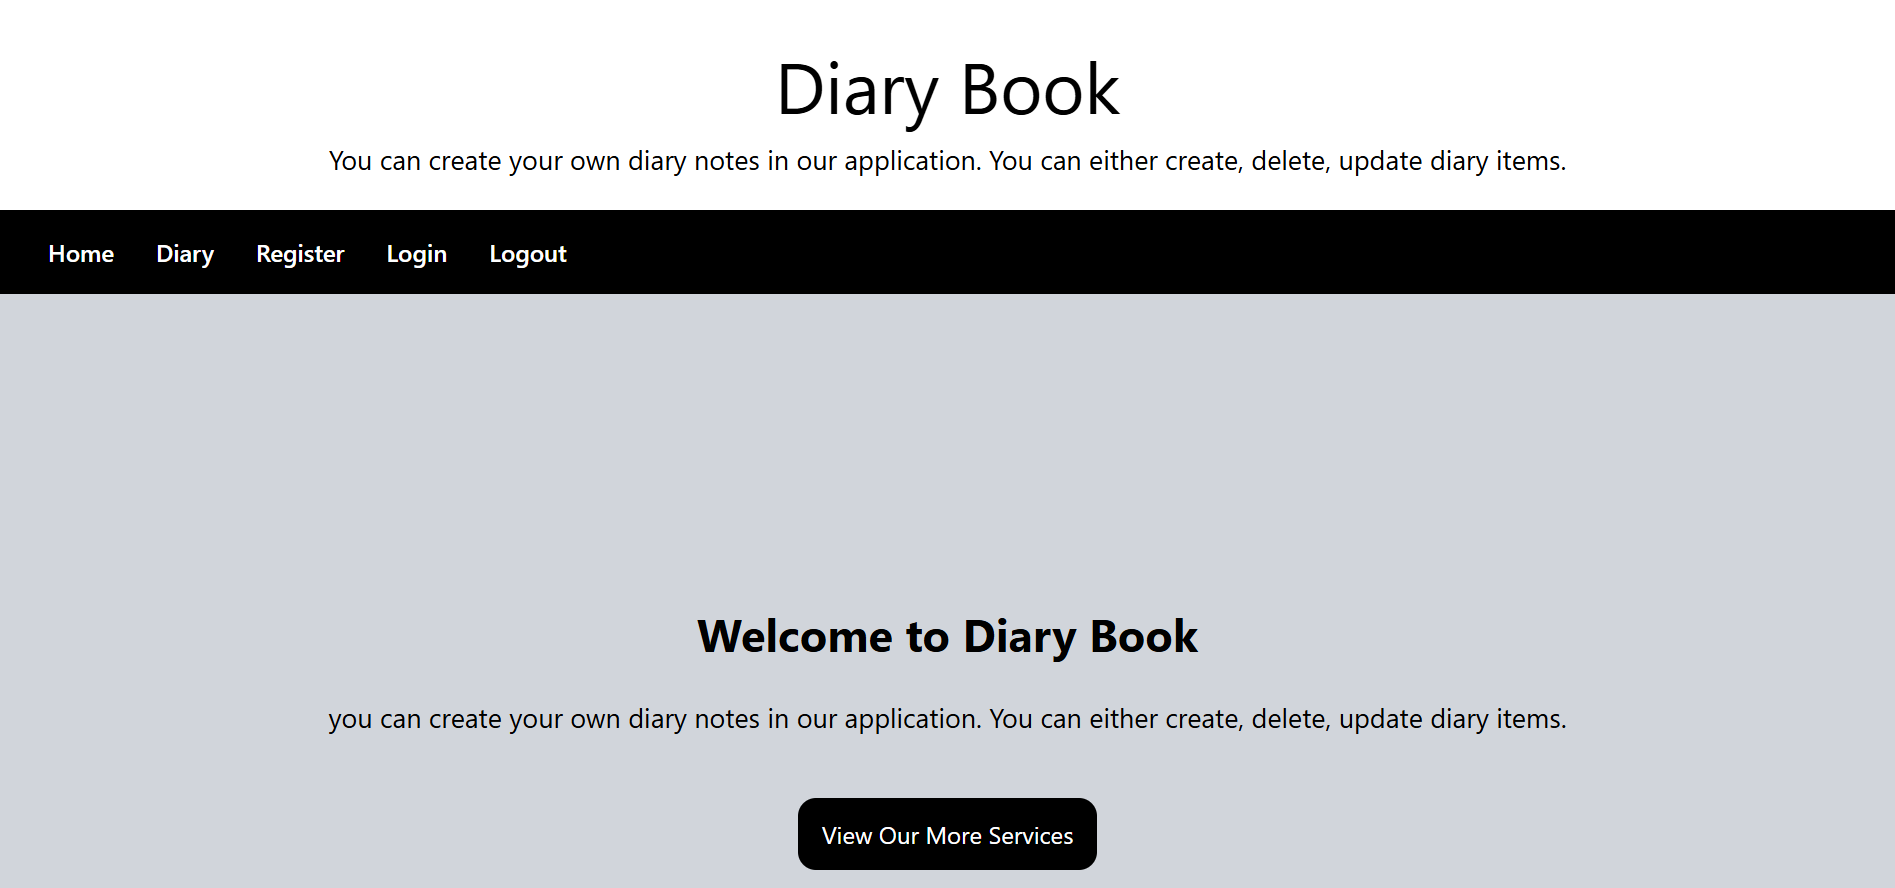 Diary Book
You can create your own diary notes in our application. You can either create, delete, update diary items.
Home Diary Register Login Logout
Welcome to Diary Book
you can create your own diary notes in our application. You can either create, delete, update diary items.
View Our More Services